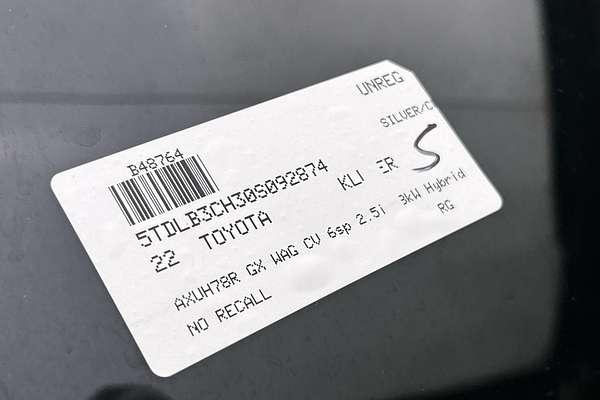 UNREG
SILVER/C
B48764
S
5TDLB3CH30S092874
22 TOYOTA KL ER
AXUH78R GX WAG CV 6sp 2.5i 3kW Hybrid
NO RECALL RG